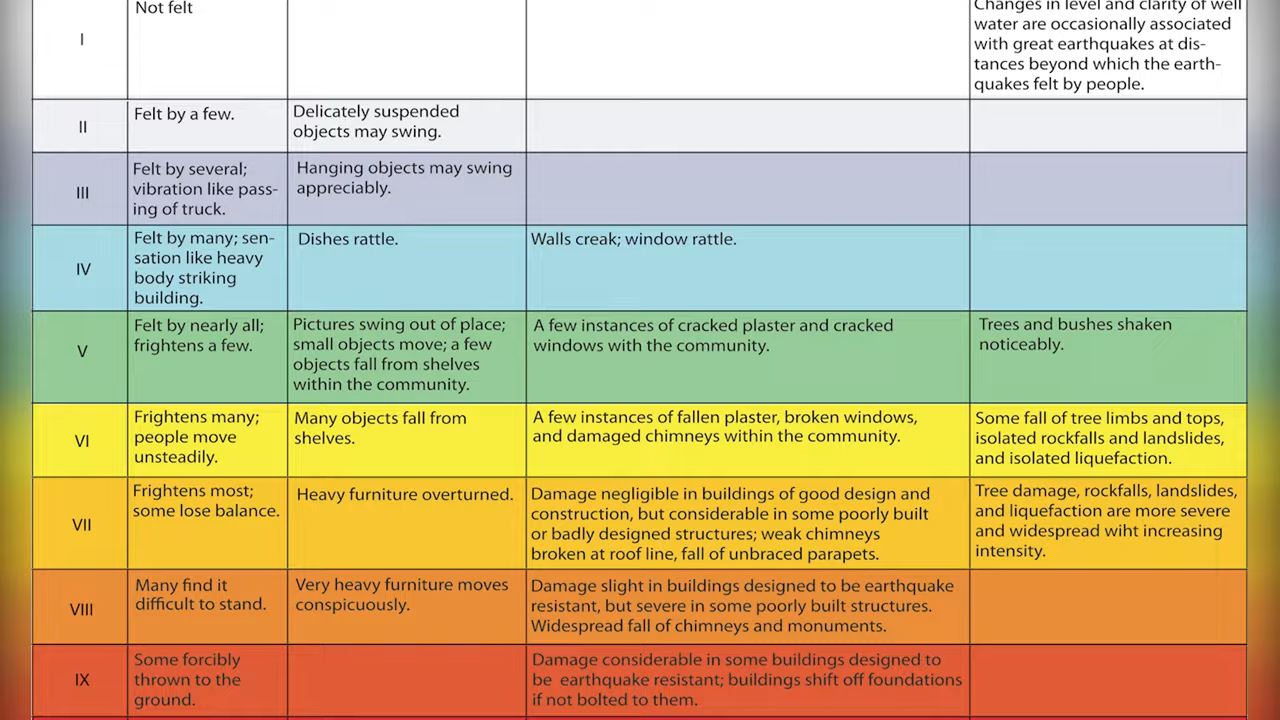 I
Not felt
Changes in level and clarity of well
water are occasionally associated
with great earthquakes at dis-
tances beyond which the earth-
quakes felt by people.
II
Felt by a few.
Delicately suspended
objects may swing.
III
Felt by several;
vibration like pass-
ing of truck.
Hanging objects may swing
appreciably.
IV
Felt by many; sen-
sation like heavy
body striking
building.
Dishes rattle.
Walls creak; window rattle.
V
Felt by nearly all;
frightens a few.
Pictures swing out of place;
small objects move; a few
objects fall from shelves
within the community.
A few instances of cracked plaster and cracked
windows with the community.
Trees and bushes shaken
noticeably.
VI
Frightens many;
people move
unsteadily.
Many objects fall from
shelves.
A few instances of fallen plaster, broken windows,
and damaged chimneys within the community.
Some fall of tree limbs and tops,
isolated rockfalls and landslides,
and isolated liquefaction.
VII
Frightens most;
some lose balance.
Heavy furniture overturned.
Damage negligible in buildings of good design and
construction, but considerable in some poorly built
or badly designed structures; weak chimneys
broken at roof line, fall of unbraced parapets.
Tree damage, rockfalls, landslides,
and liquefaction are more severe
and widespread wiht increasing
intensity.
VIII
Many find it
difficult to stand.
Very heavy furniture moves
conspicuously.
Damage slight in buildings designed to be earthquake
resistant, but severe in some poorly built structures.
Widespread fall of chimneys and monuments.
IX
Some forcibly
thrown to the
ground.
Damage considerable in some buildings designed to
be earthquake resistant; buildings shift off foundations
if not bolted to them.